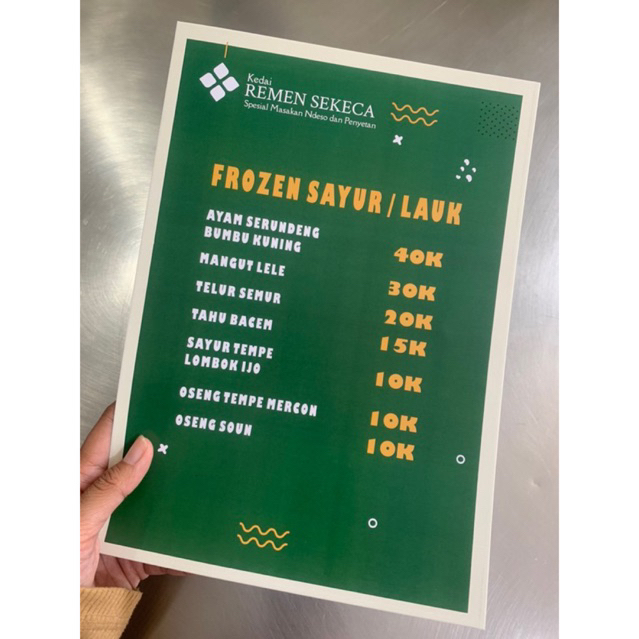 Kedai
REMEN SEKECA
Spesial Masakan Ndeso dan Penyetan
FROZEN SAYUR / LAUK
AYAM SERUNDENG
BUMBU KUNING 40K
MANGUT LELE 30K
TELUR SEMUR 20K
TAHU BACEM 15K
SAYUR TEMPE
LOMBOK IJO 10K
OSENG TEMPE MERCON 10K
OSENG SOUN 10K